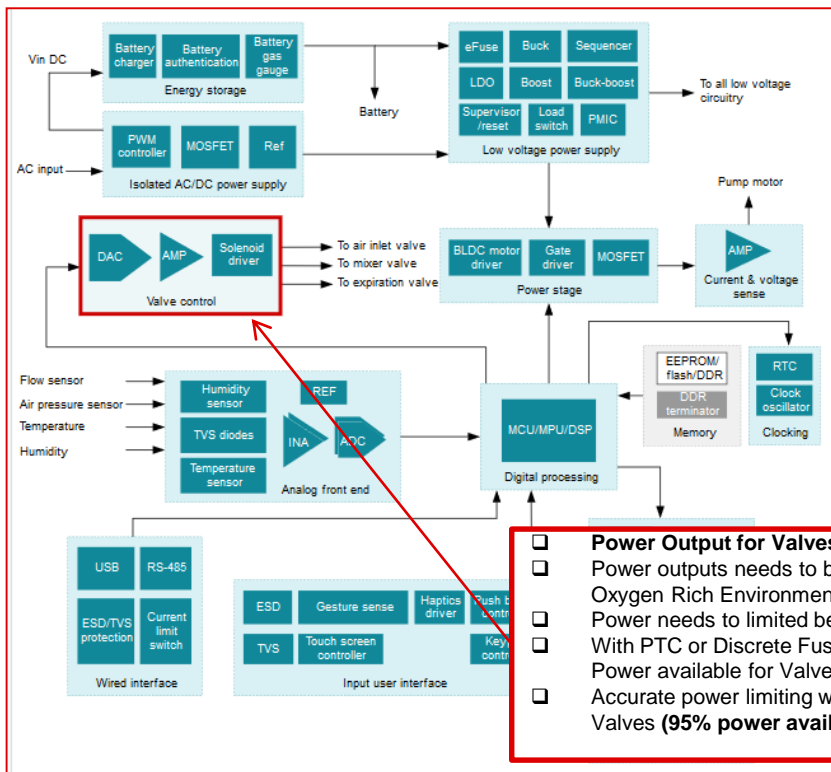 Vin DC
Battery charger
Battery authentication
Battery gas gauge
Energy storage
Battery
eFuse
Buck
Sequencer
LDO
Boost
Buck-boost
Supervisor /reset
Load switch
PMIC
Low voltage power supply
To all low voltage circuitry
PWM controller
MOSFET
Ref
AC input
Isolated AC/DC power supply
Pump motor
DAC
AMP
Solenoid driver
Valve control
To air inlet valve
To mixer valve
To expiration valve
BLDC motor driver
Gate driver
MOSFET
Power stage
AMP
Current & voltage sense
Flow sensor
Air pressure sensor
Temperature
Humidity
Humidity sensor
REF
TVS diodes
INA
ADC
Temperature sensor
Analog front end
MCU/MPU/DSP
Digital processing
EEPROM/ flash/DDR
DDR terminator
Memory
RTC
Clock oscillator
Clocking
USB
RS-485
ESD/TVS protection
Current limit switch
Wired interface
ESD
Gesture sense
Haptics driver
Push
TVS
Touch screen controller
Input user interface
Power Output for Valves
Power outputs needs to
Oxygen Rich
Power needs to limited
With PTC or Discrete
Power available for
Accurate power limiting
Valves (95% power